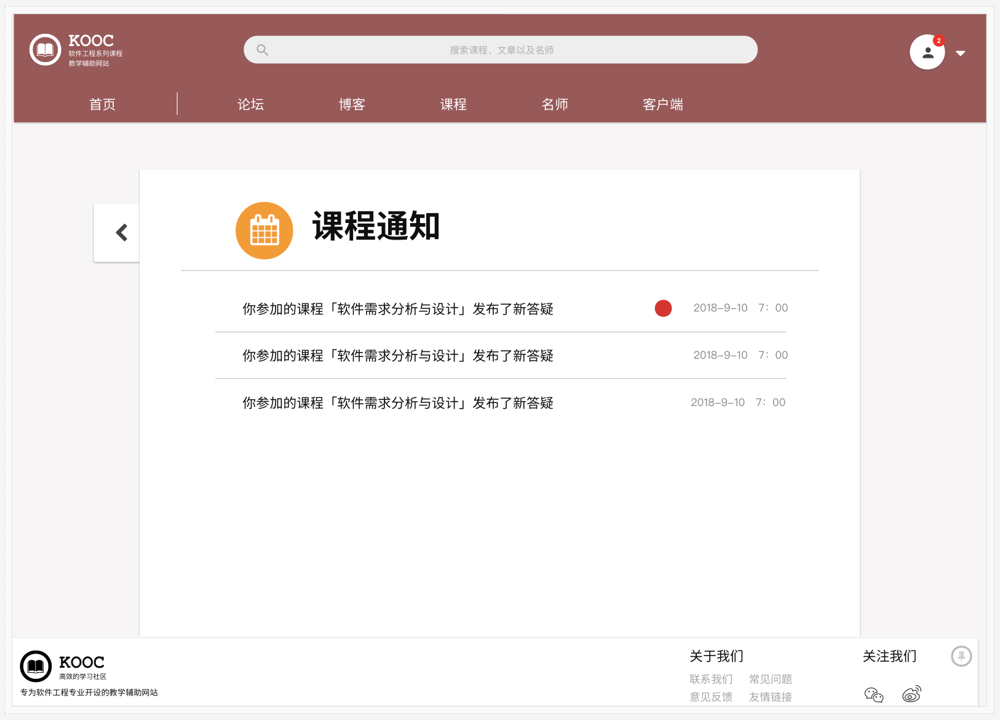 KOOC
软件工程系列课程
教学辅助网站
搜索课程、文章以及名师
2
首页 论坛 博客 课程 名师 客户端
课程通知
你参加的课程「软件需求分析与设计」发布了新答疑 2018-9-10 7：00
你参加的课程「软件需求分析与设计」发布了新答疑 2018-9-10 7：00
你参加的课程「软件需求分析与设计」发布了新答疑 2018-9-10 7：00
KOOC
高效的学习社区
专为软件工程专业开设的教学辅助网站
关于我们
联系我们 常见问题
意见反馈 友情链接
关注我们